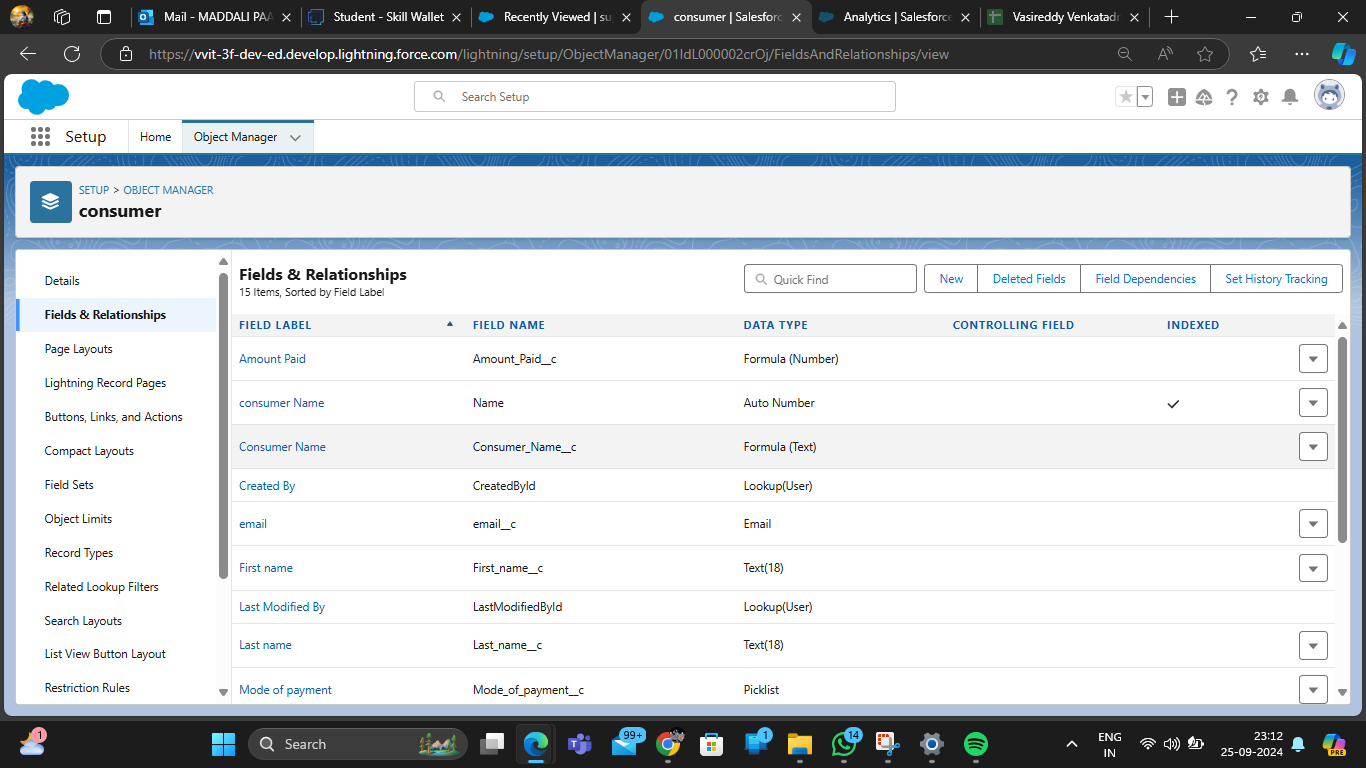 Mail - MADDALI PAA
Student - Skill Wallet
Recently Viewed | su
consumer | Salesforc
Analytics | Salesforce
Vasireddy Venkatadr
https://vvit-3f-dev-ed.develop.lightning.force.com/lightning/setup/ObjectManager/01IdL000002crOj/FieldsAndRelationships/view
Search Setup
Setup
Home
Object Manager
SETUP > OBJECT MANAGER
consumer
Details
Fields & Relationships
Page Layouts
Lightning Record Pages
Buttons, Links, and Actions
Compact Layouts
Field Sets
Object Limits
Record Types
Related Lookup Filters
Search Layouts
List View Button Layout
Restriction Rules
Fields & Relationships
15 Items, Sorted by Field Label
Quick Find
New
Deleted Fields
Field Dependencies
Set History Tracking
FIELD LABEL FIELD NAME DATA TYPE CONTROLLING FIELD INDEXED
Amount Paid Amount_Paid__c Formula (Number)
consumer Name Name Auto Number
Consumer Name Consumer_Name__c Formula (Text)
Created By CreatedById Lookup(User)
email email__c Email
First name First_name__c Text(18)
Last Modified By LastModifiedById Lookup(User)
Last name Last_name__c Text(18)
Mode of payment Mode_of_payment__c Picklist
1
Search
99+
1
14
ENG
IN
23:12
25-09-2024
PRE